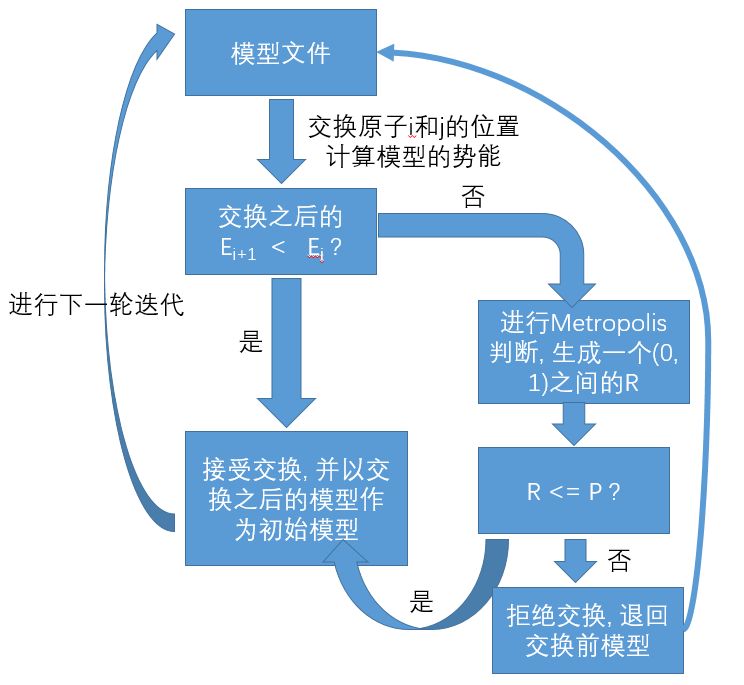 模型文件
交换原子i和j的位置
计算模型的势能
否
交换之后的
Ei+1 < Ei ?
进行下一轮迭代
是
进行Metropolis
判断, 生成一个(0,
1)之间的R
接受交换, 并以交
换之后的模型作
为初始模型
R <= P ?
否
是
拒绝交换, 退回
交换前模型